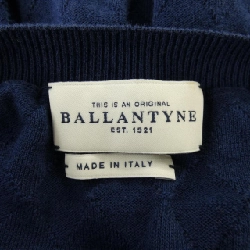 THIS IS AN ORIGINAL
BALLANTYNE
EST. 1921
MADE IN ITALY